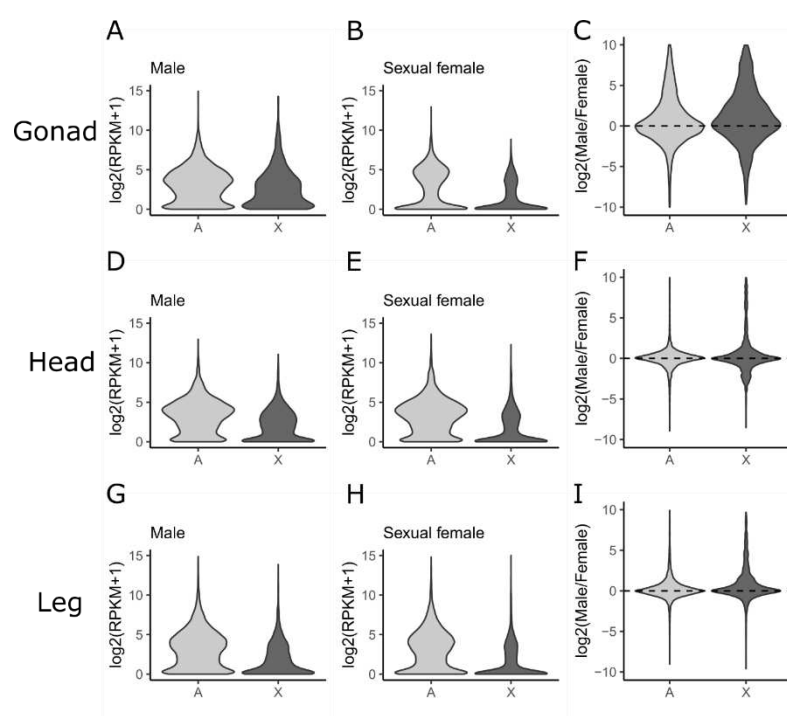 A
B
C
Gonad
Male
Sexual female
log2(RPKM+1)
15
10
5
0
A
X
log2(RPKM+1)
15
10
5
0
A
X
log2(Male/Female)
10
5
0
−5
−10
A
X
D
E
F
Head
Male
Sexual female
log2(RPKM+1)
15
10
5
0
A
X
log2(RPKM+1)
15
10
5
0
A
X
log2(Male/Female)
10
5
0
−5
−10
A
X
G
H
I
Leg
Male
Sexual female
log2(RPKM+1)
15
10
5
0
A
X
log2(RPKM+1)
15
10
5
0
A
X
log2(Male/Female)
10
5
0
−5
−10
A
X